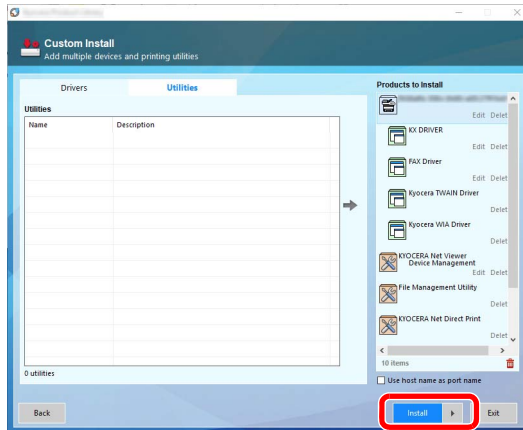 Custom Install
Add multiple devices and printing utilities
Drivers
Utilities
Utilities
Name
Description
0 utilities
Products to Install
Edit Delet
KX DRIVER
Edit Delet
FAX Driver
Edit Delet
Kyocera TWAIN Driver
Delet
Kyocera WIA Driver
Delet
KYOCERA Net Viewer
Device Management
Edit Delet
File Management Utility
Delet
KYOCERA Net Direct Print
Delet
10 items
Use host name as port name
Back
Install
Exit